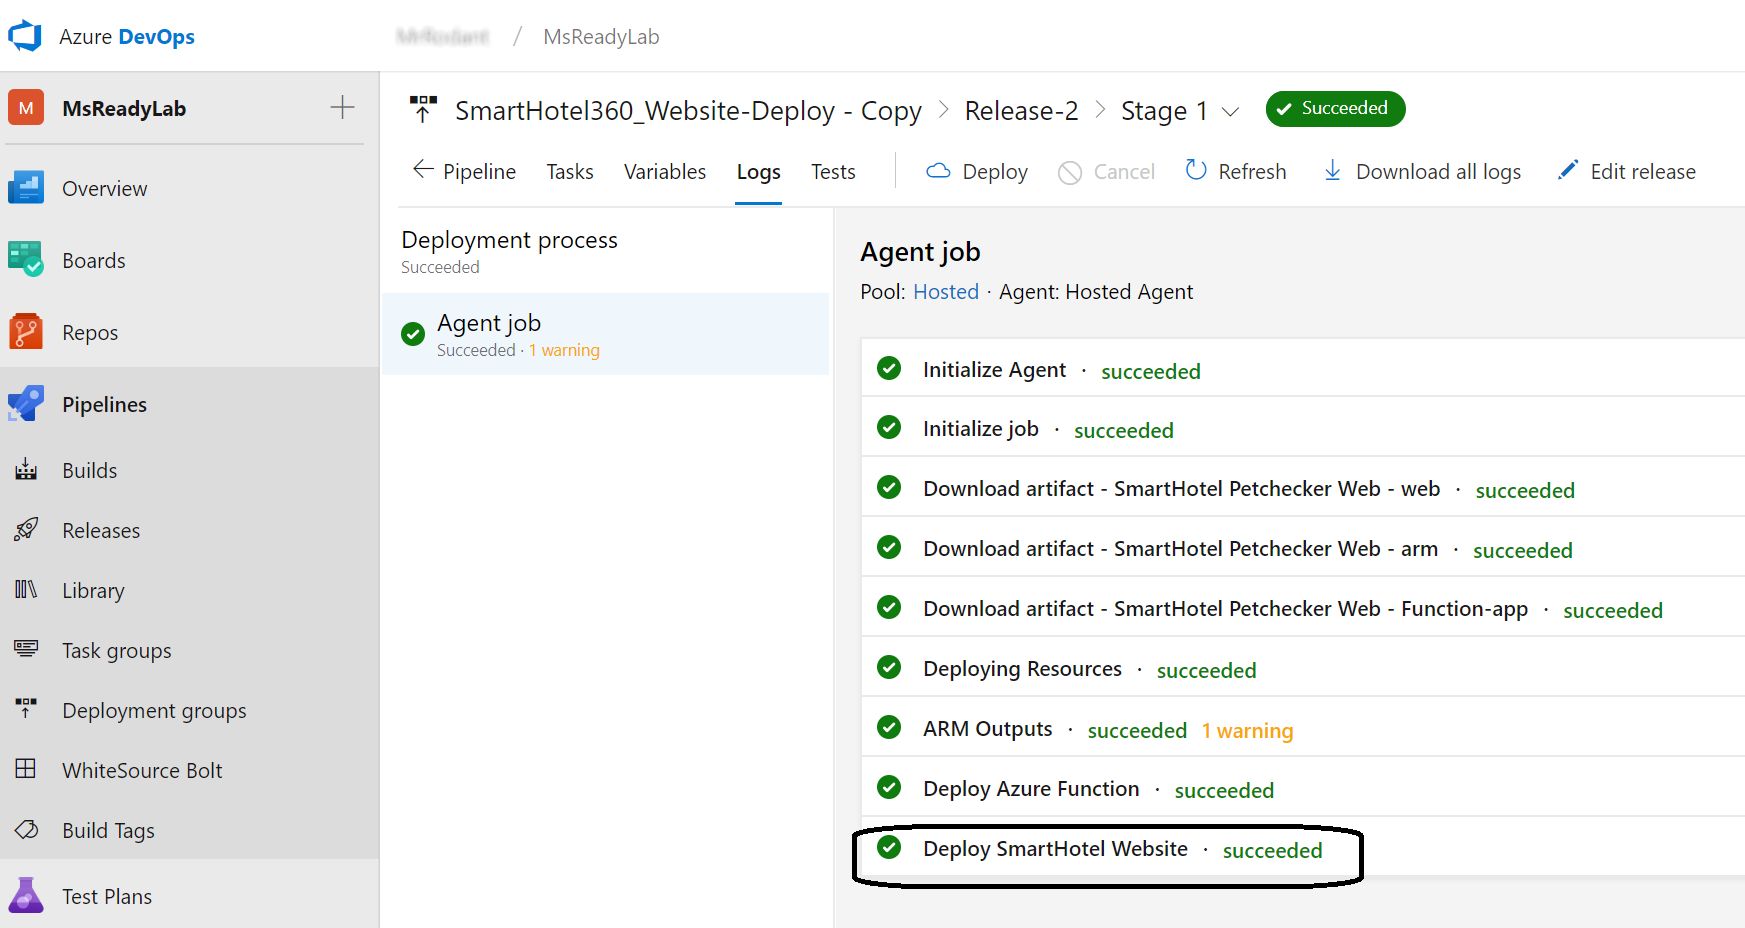 Azure DevOps
/ MsReadyLab
M MsReadyLab
SmartHotel360_Website-Deploy - Copy > Release-2 > Stage 1 Succeeded
Pipeline Tasks Variables Logs Tests Deploy Cancel Refresh Download all logs Edit release
Overview
Boards
Repos
Pipelines
Builds
Releases
Library
Task groups
Deployment groups
WhiteSource Bolt
Build Tags
Test Plans
Deployment process
Succeeded
Agent job
Succeeded · 1 warning
Agent job
Pool: Hosted · Agent: Hosted Agent
Initialize Agent · succeeded
Initialize job · succeeded
Download artifact - SmartHotel Petchecker Web - web · succeeded
Download artifact - SmartHotel Petchecker Web - arm · succeeded
Download artifact - SmartHotel Petchecker Web - Function-app · succeeded
Deploying Resources · succeeded
ARM Outputs · succeeded 1 warning
Deploy Azure Function · succeeded
Deploy SmartHotel Website · succeeded